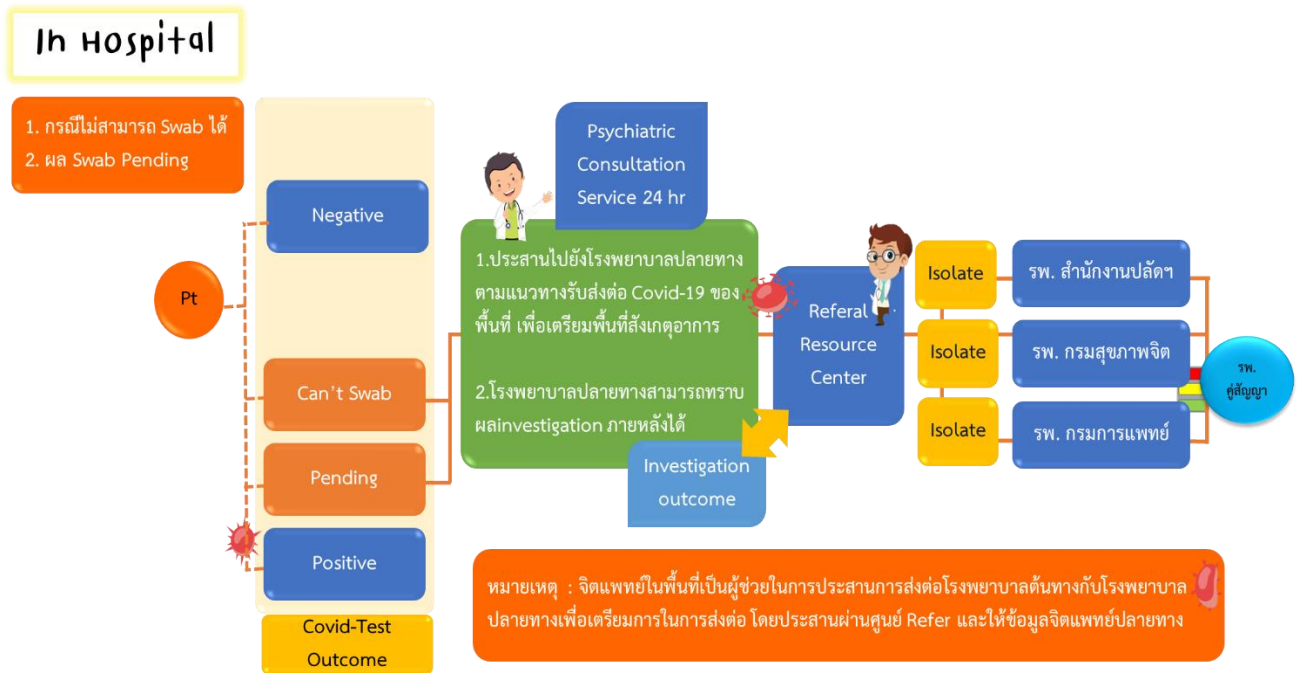 In Hospital
1. กรณีไม่สามารถ Swab ได้
2. ผล Swab Pending
Pt
Negative
Can't Swab
Pending
Positive
Covid-Test
Outcome
Psychiatric
Consultation
Service 24 hr
1.ประสานไปยังโรงพยาบาลปลายทาง
ตามแนวทางรับส่งต่อ Covid-19 ของ
พื้นที่ เพื่อเตรียมพื้นที่สังเกตุอาการ
2.โรงพยาบาลปลายทางสามารถทราบ
ผลinvestigation ภายหลังได้
Investigation
outcome
Referal
Resource
Center
Isolate
รพ. สำนักงานปลัดฯ
Isolate
รพ. กรมสุขภาพจิต
Isolate
รพ. กรมการแพทย์
รพ.
คู่สัญญา
หมายเหตุ : จิตแพทย์ในพื้นที่เป็นผู้ช่วยในการประสานการส่งต่อโรงพยาบาลต้นทางกับโรงพยาบาล
ปลายทางเพื่อเตรียมการในการส่งต่อ โดยประสานผ่านศูนย์ Refer และให้ข้อมูลจิตแพทย์ปลายทาง